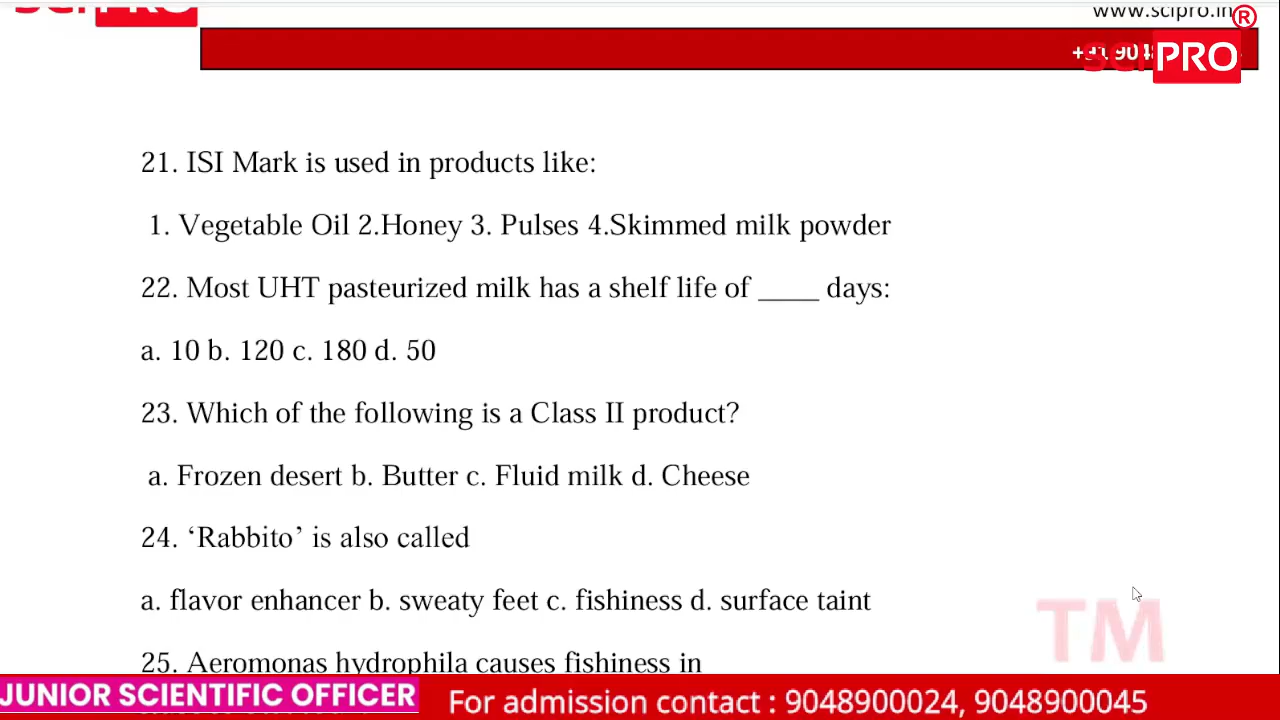 www.scipro.in
PRO
21. ISI Mark is used in products like:
1. Vegetable Oil 2.Honey 3. Pulses 4.Skimmed milk powder
22. Most UHT pasteurized milk has a shelf life of ____ days:
a. 10 b. 120 c. 180 d. 50
23. Which of the following is a Class II product?
a. Frozen desert b. Butter c. Fluid milk d. Cheese
24. ‘Rabbito’ is also called
a. flavor enhancer b. sweaty feet c. fishiness d. surface taint
TM
25. Aeromonas hydrophila causes fishiness in
JUNIOR SCIENTIFIC OFFICER
For admission contact : 9048900024, 9048900045